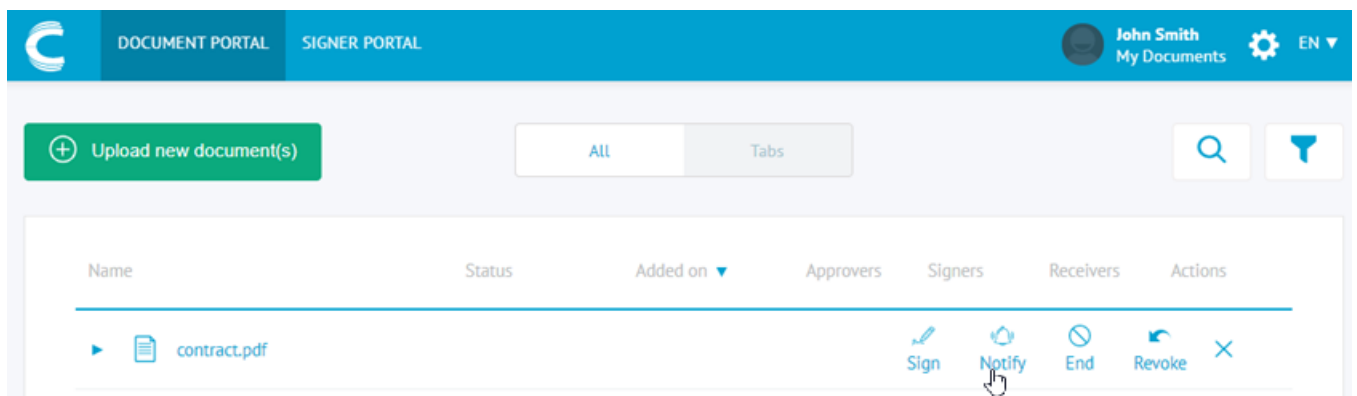 DOCUMENT PORTAL SIGNER PORTAL John Smith EN
My Documents
Upload new document(s) All Tabs
Name Status Added on Approvers Signers Receivers Actions
contract.pdf
Sign Notify End Revoke